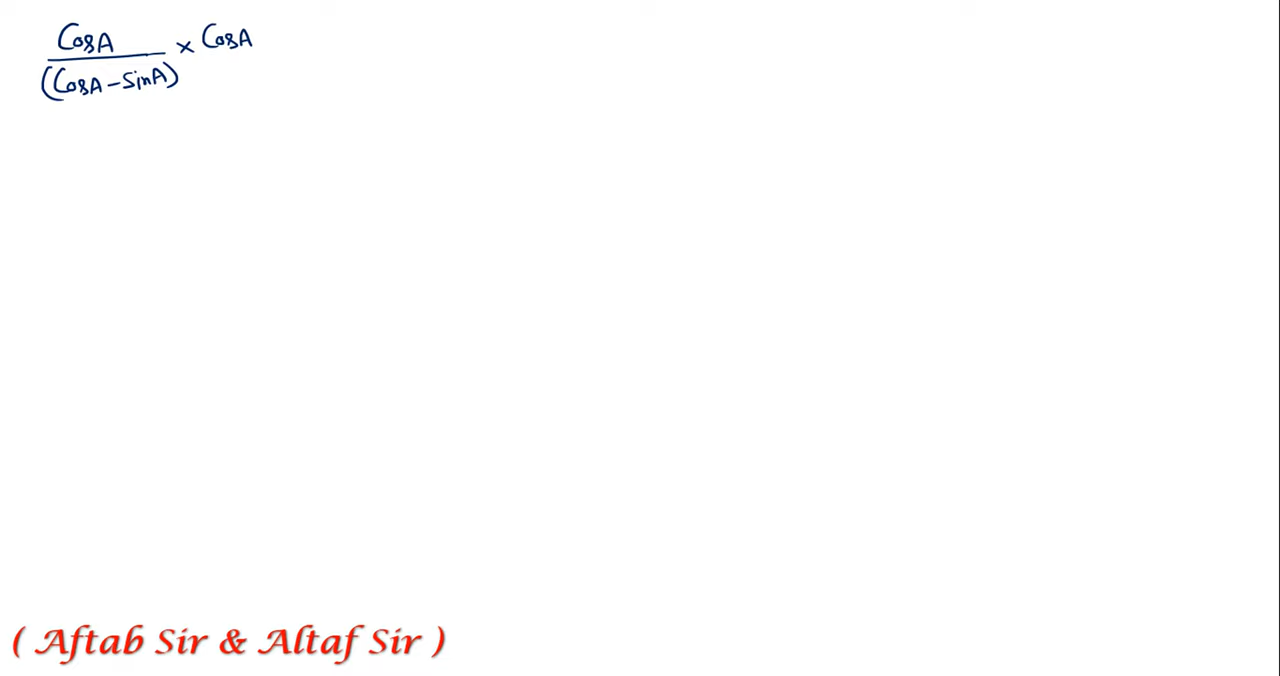 CosA × CosA
(CosA - SinA)
( Aftab Sir & Altaf Sir )